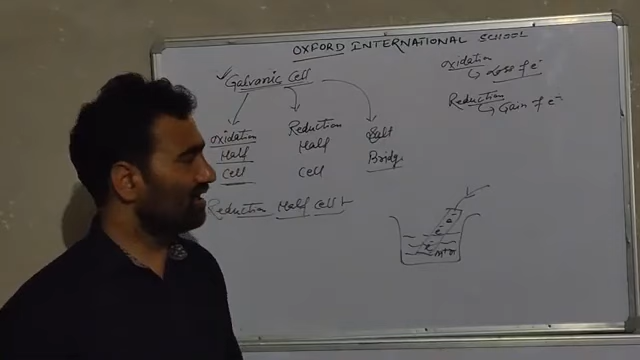 OXFORD INTERNATIONAL SCHOOL
Galvanic Cell
Oxidation Half Cell
Reduction Half Cell
Salt Bridge
Reduction Half Cell
Oxidation
Loss of e-
Reduction
Gain of e-
e-
e-
e-
M+n